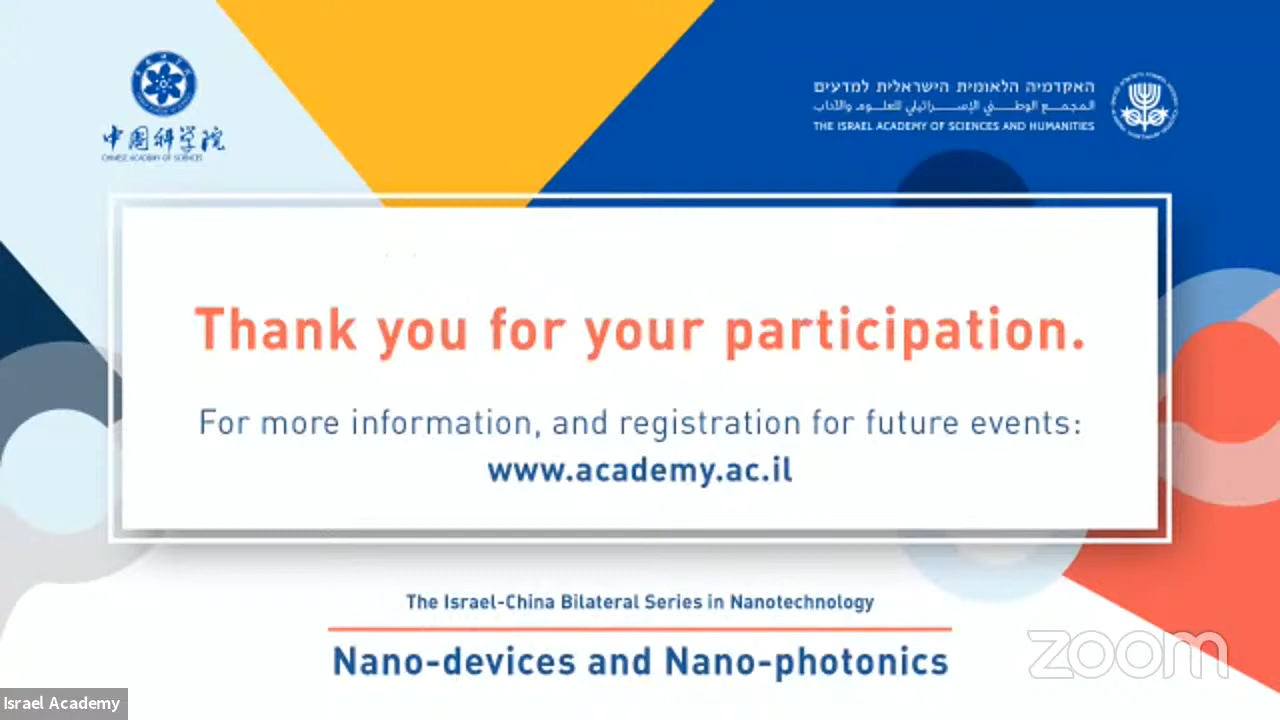 中国科学院
CHINESE ACADEMY OF SCIENCES
האקדמיה הלאומית הישראלית למדעים
المجمع الوطني الإسرائيلي للعلوم والآداب
THE ISRAEL ACADEMY OF SCIENCES AND HUMANITIES
Thank you for your participation.
For more information, and registration for future events:
www.academy.ac.il
The Israel-China Bilateral Series in Nanotechnology
Nano-devices and Nano-photonics
zoom
Israel Academy